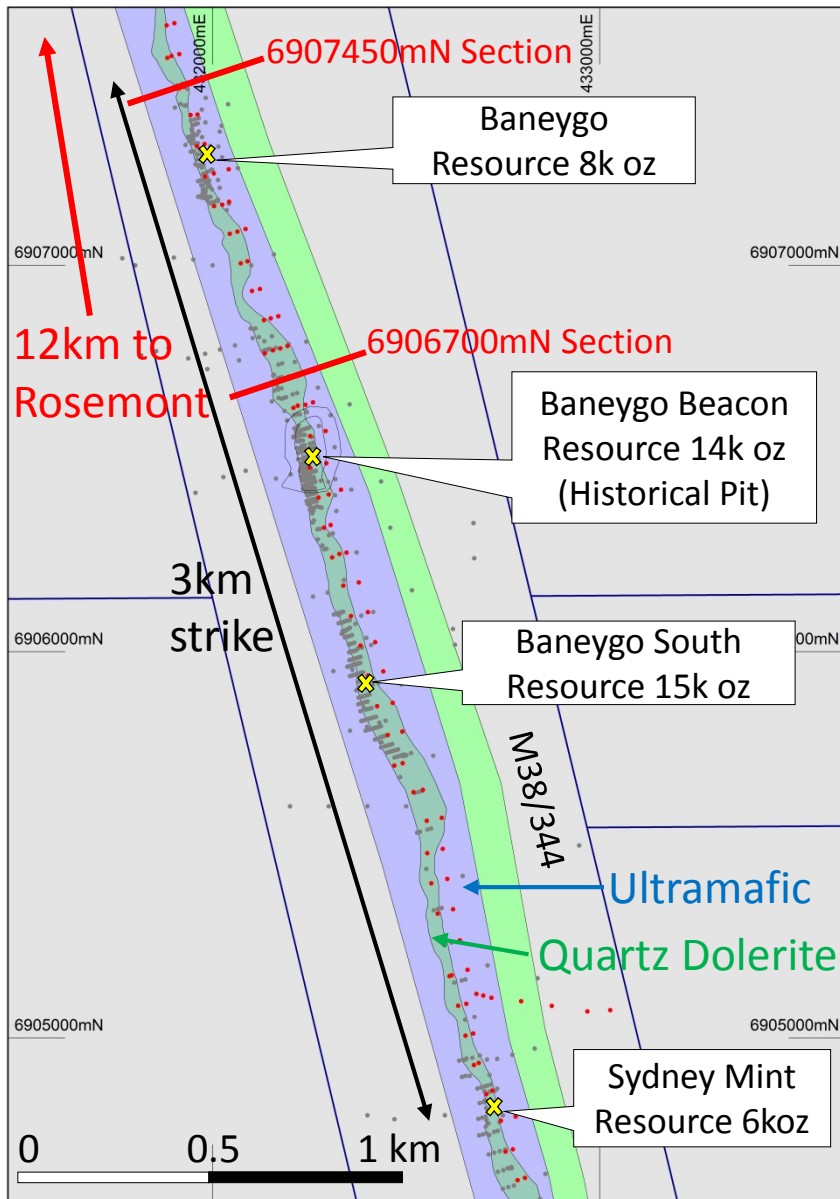 432000mE
433000mE
6907450mN Section
Baneygo
Resource 8k oz
6907000mN
6907000mN
12km to
Rosemont
6906700mN Section
Baneygo Beacon
Resource 14k oz
(Historical Pit)
3km
strike
6906000mN
Baneygo South
Resource 15k oz
00mN
M38/344
Ultramafic
Quartz Dolerite
6905000mN
6905000mN
Sydney Mint
Resource 6koz
0
0.5
1 km